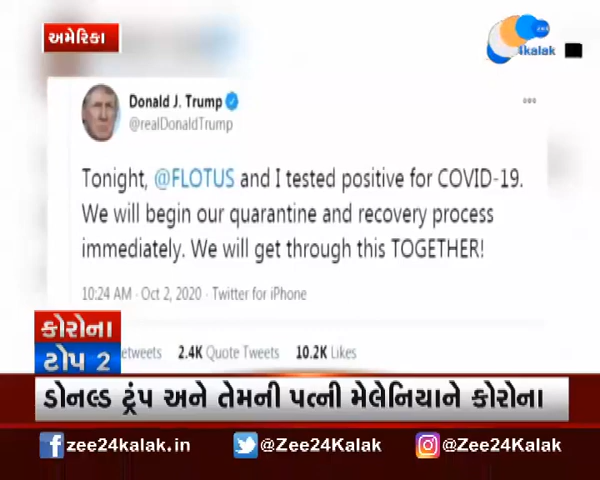 અમેરિકા
24kalak
Donald J. Trump
@realDonaldTrump
Tonight, @FLOTUS and I tested positive for COVID-19.
We will begin our quarantine and recovery process
immediately. We will get through this TOGETHER!
10:24 AM · Oct 2, 2020 · Twitter for iPhone
કોરોના
ટોપ 2
etweets 2.4K Quote Tweets 10.2K Likes
ડોનલ્ડ ટ્રંપ અને તેમની પત્ની મેલેનિયાને કોરોના
zee24kalak.in @Zee24Kalak @Zee24Kalak